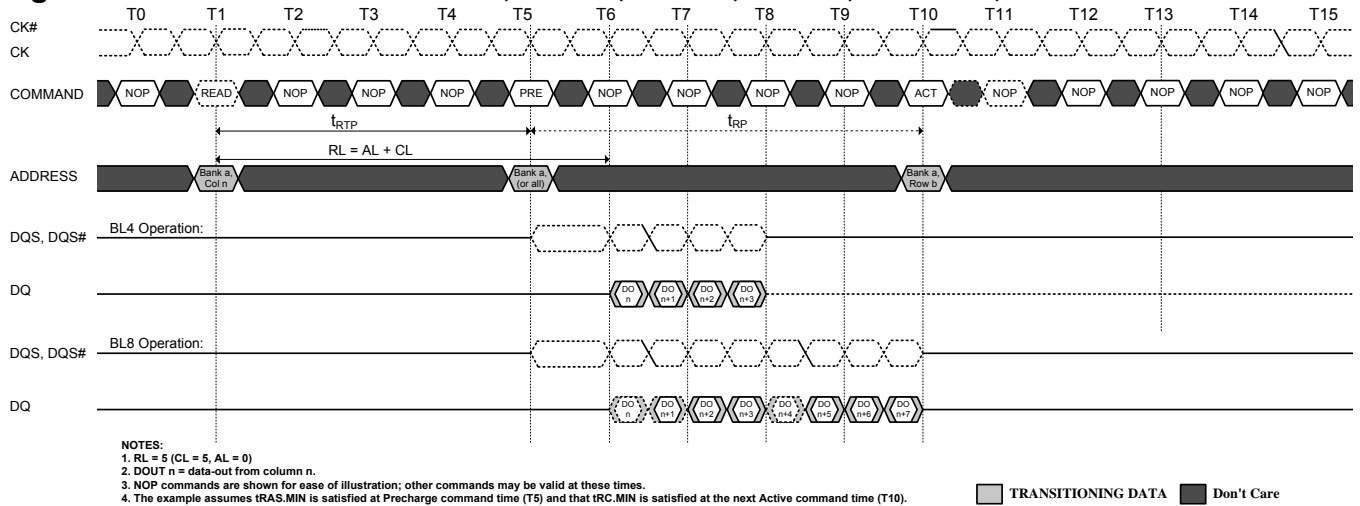 T0 T1 T2 T3 T4 T5 T6 T7 T8 T9 T10 T11 T12 T13 T14 T15
CK#
CK
COMMAND NOP READ NOP NOP NOP PRE NOP NOP NOP NOP ACT NOP NOP NOP NOP NOP
tRTP tRP
RL = AL + CL
ADDRESS
Bank a, Bank a, Bank a,
Col n (or all) Row b
BL4 Operation:
DQS, DQS#
DQ
DO DO DO DO
n n+1 n+2 n+3
BL8 Operation:
DQS, DQS#
DQ
DO DO DO DO DO DO DO DO
n n+1 n+2 n+3 n+4 n+5 n+6 n+7
NOTES:
1. RL = 5 (CL = 5, AL = 0)
2. DOUT n = data-out from column n.
3. NOP commands are shown for ease of illustration; other commands may be valid at these times.
4. The example assumes tRAS.MIN is satisfied at Precharge command time (T5) and that tRC.MIN is satisfied at the next Active command time (T10).
TRANSITIONING DATA Don't Care